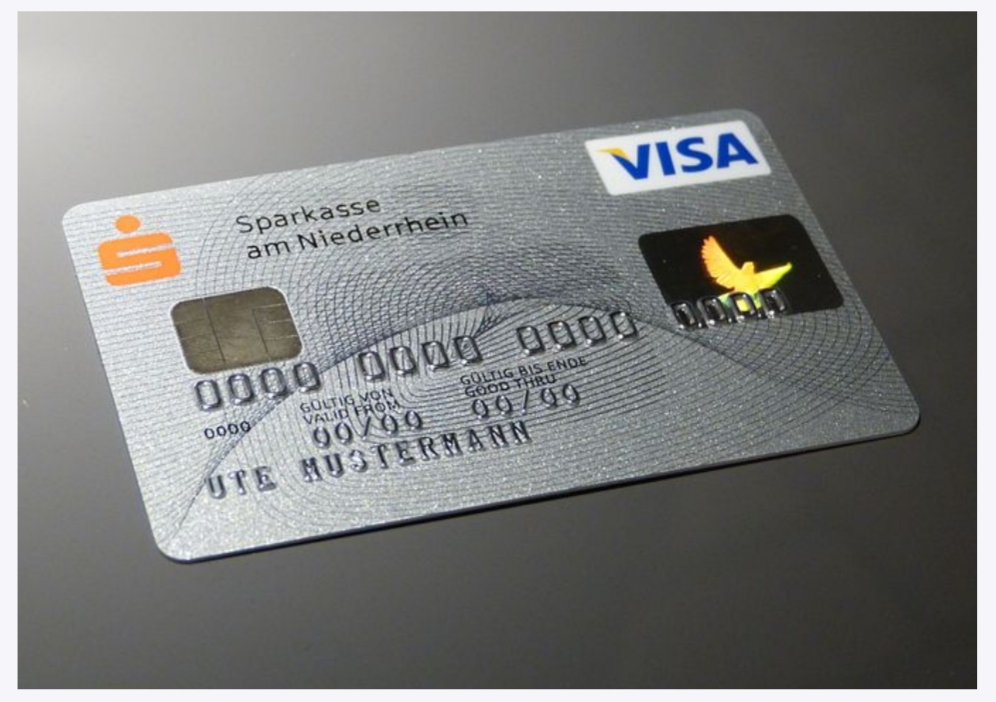 VISA
Sparkasse
am Niederrhein
0000 0000 0000 0000
0000
GÜLTIG VON
VALID FROM
00/00
GÜLTIG BIS ENDE
GOOD THRU
00/00
UTE MUSTERMANN